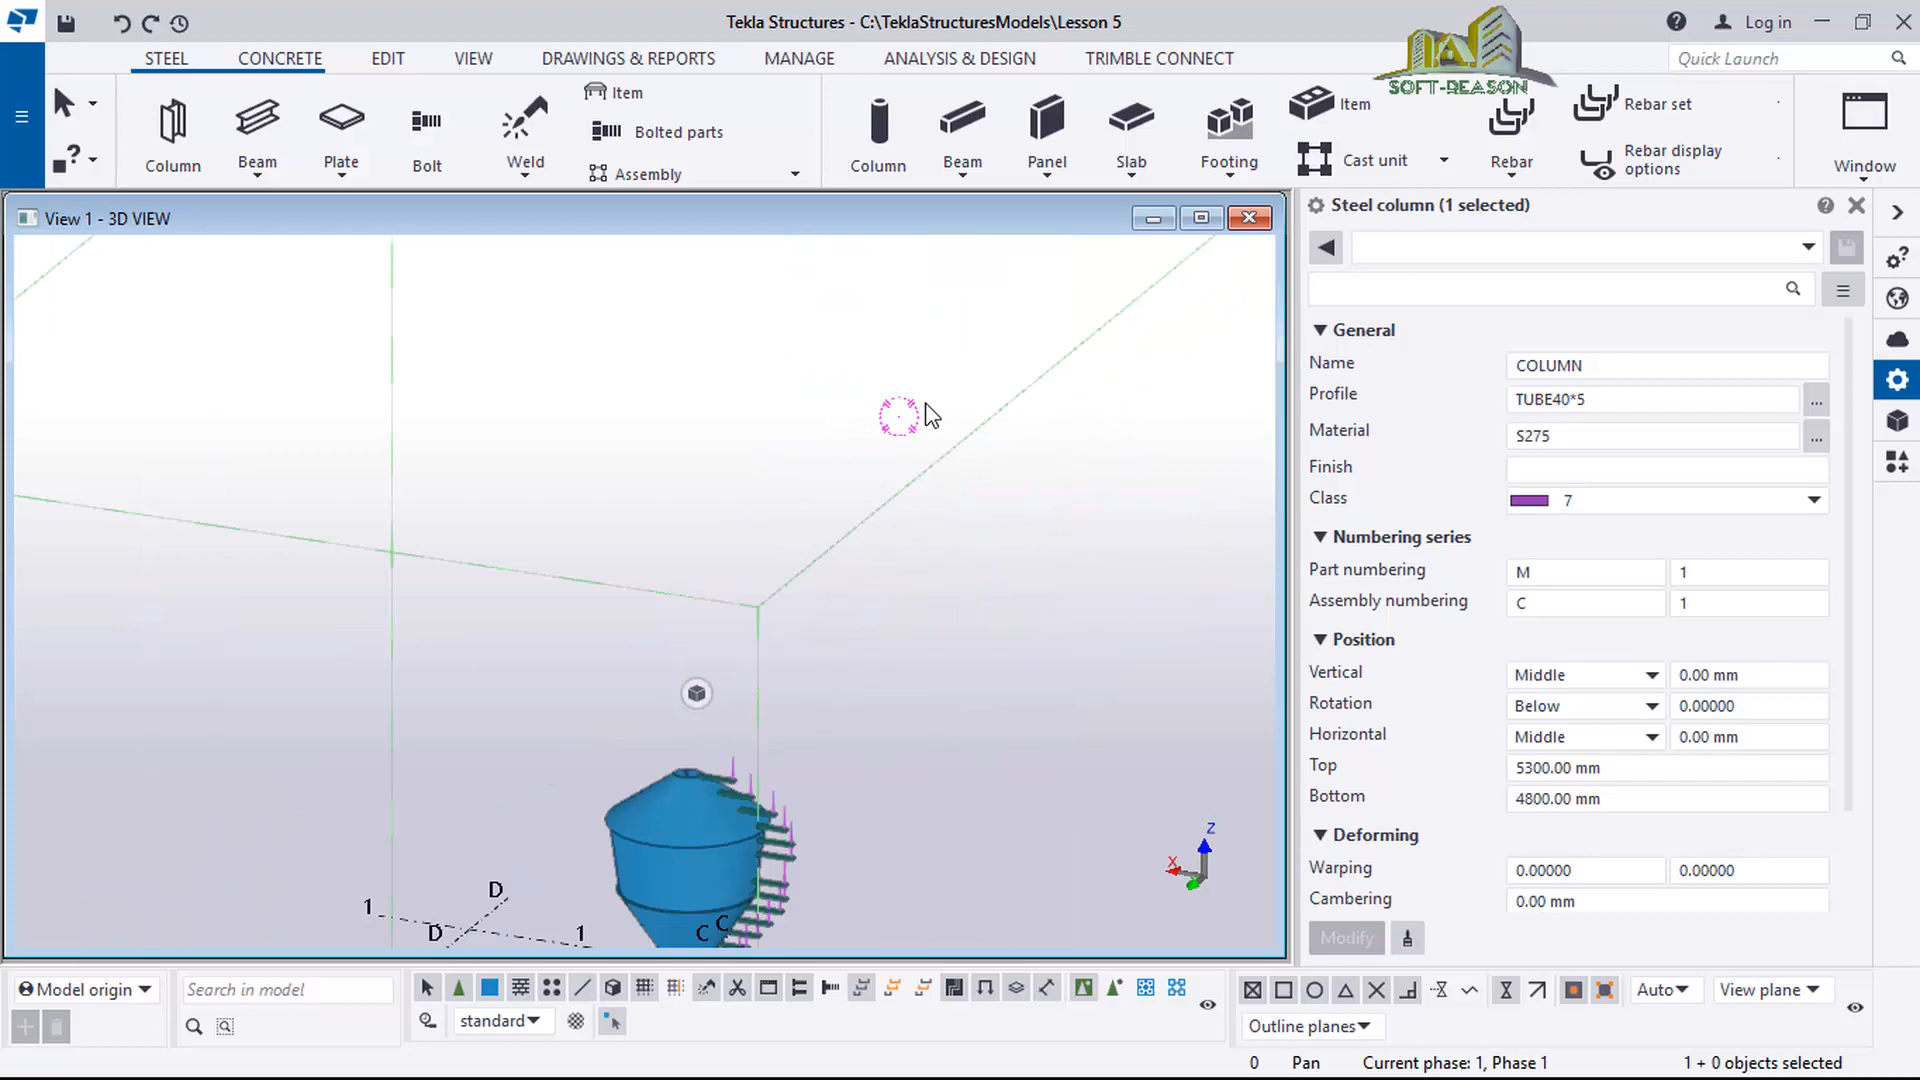 Tekla Structures - C:\TeklaStructuresModels\Lesson 5
Log in
STEEL
CONCRETE
EDIT
VIEW
DRAWINGS & REPORTS
MANAGE
ANALYSIS & DESIGN
TRIMBLE CONNECT
SOFT-REASON
Quick Launch
Column
Beam
Plate
Bolt
Weld
Item
Bolted parts
Assembly
Column
Beam
Panel
Slab
Footing
Item
Cast unit
Rebar
Rebar set
Rebar display
options
Window
View 1 - 3D VIEW
Steel column (1 selected)
General
Name COLUMN
Profile TUBE40*5
Material S275
Finish
Class 7
Numbering series
Part numbering M 1
Assembly numbering C 1
Position
Vertical Middle 0.00 mm
Rotation Below 0.00000
Horizontal Middle 0.00 mm
Top 5300.00 mm
Bottom 4800.00 mm
Deforming
Warping 0.00000 0.00000
Cambering 0.00 mm
Modify
Z
X
1
D
D
1
C
C
Model origin
Search in model
standard
Auto
View plane
Outline planes
0 Pan Current phase: 1, Phase 1 1 + 0 objects selected